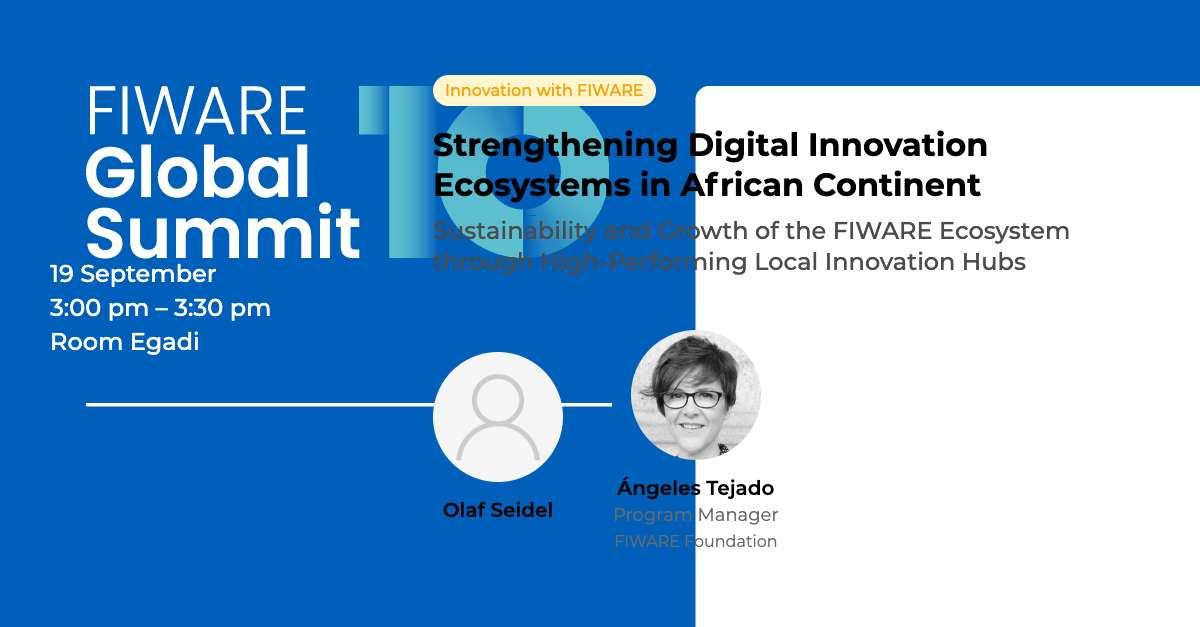 FIWARE
Global
Summit
10
19 September
3:00 pm – 3:30 pm
Room Egadi
Innovation with FIWARE
Strengthening Digital Innovation
Ecosystems in African Continent
Sustainability and Growth of the FIWARE Ecosystem
through High-Performing Local Innovation Hubs
Olaf Seidel
Ángeles Tejado
Program Manager
FIWARE Foundation